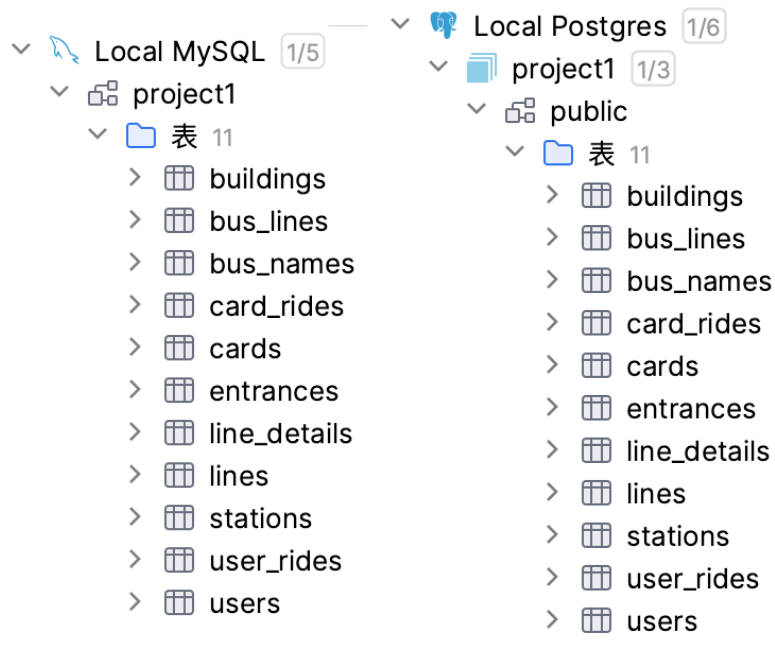 Local MySQL 1/5
project1
表 11
buildings
bus_lines
bus_names
card_rides
cards
entrances
line_details
lines
stations
user_rides
users
Local Postgres 1/6
project1 1/3
public
表 11
buildings
bus_lines
bus_names
card_rides
cards
entrances
line_details
lines
stations
user_rides
users